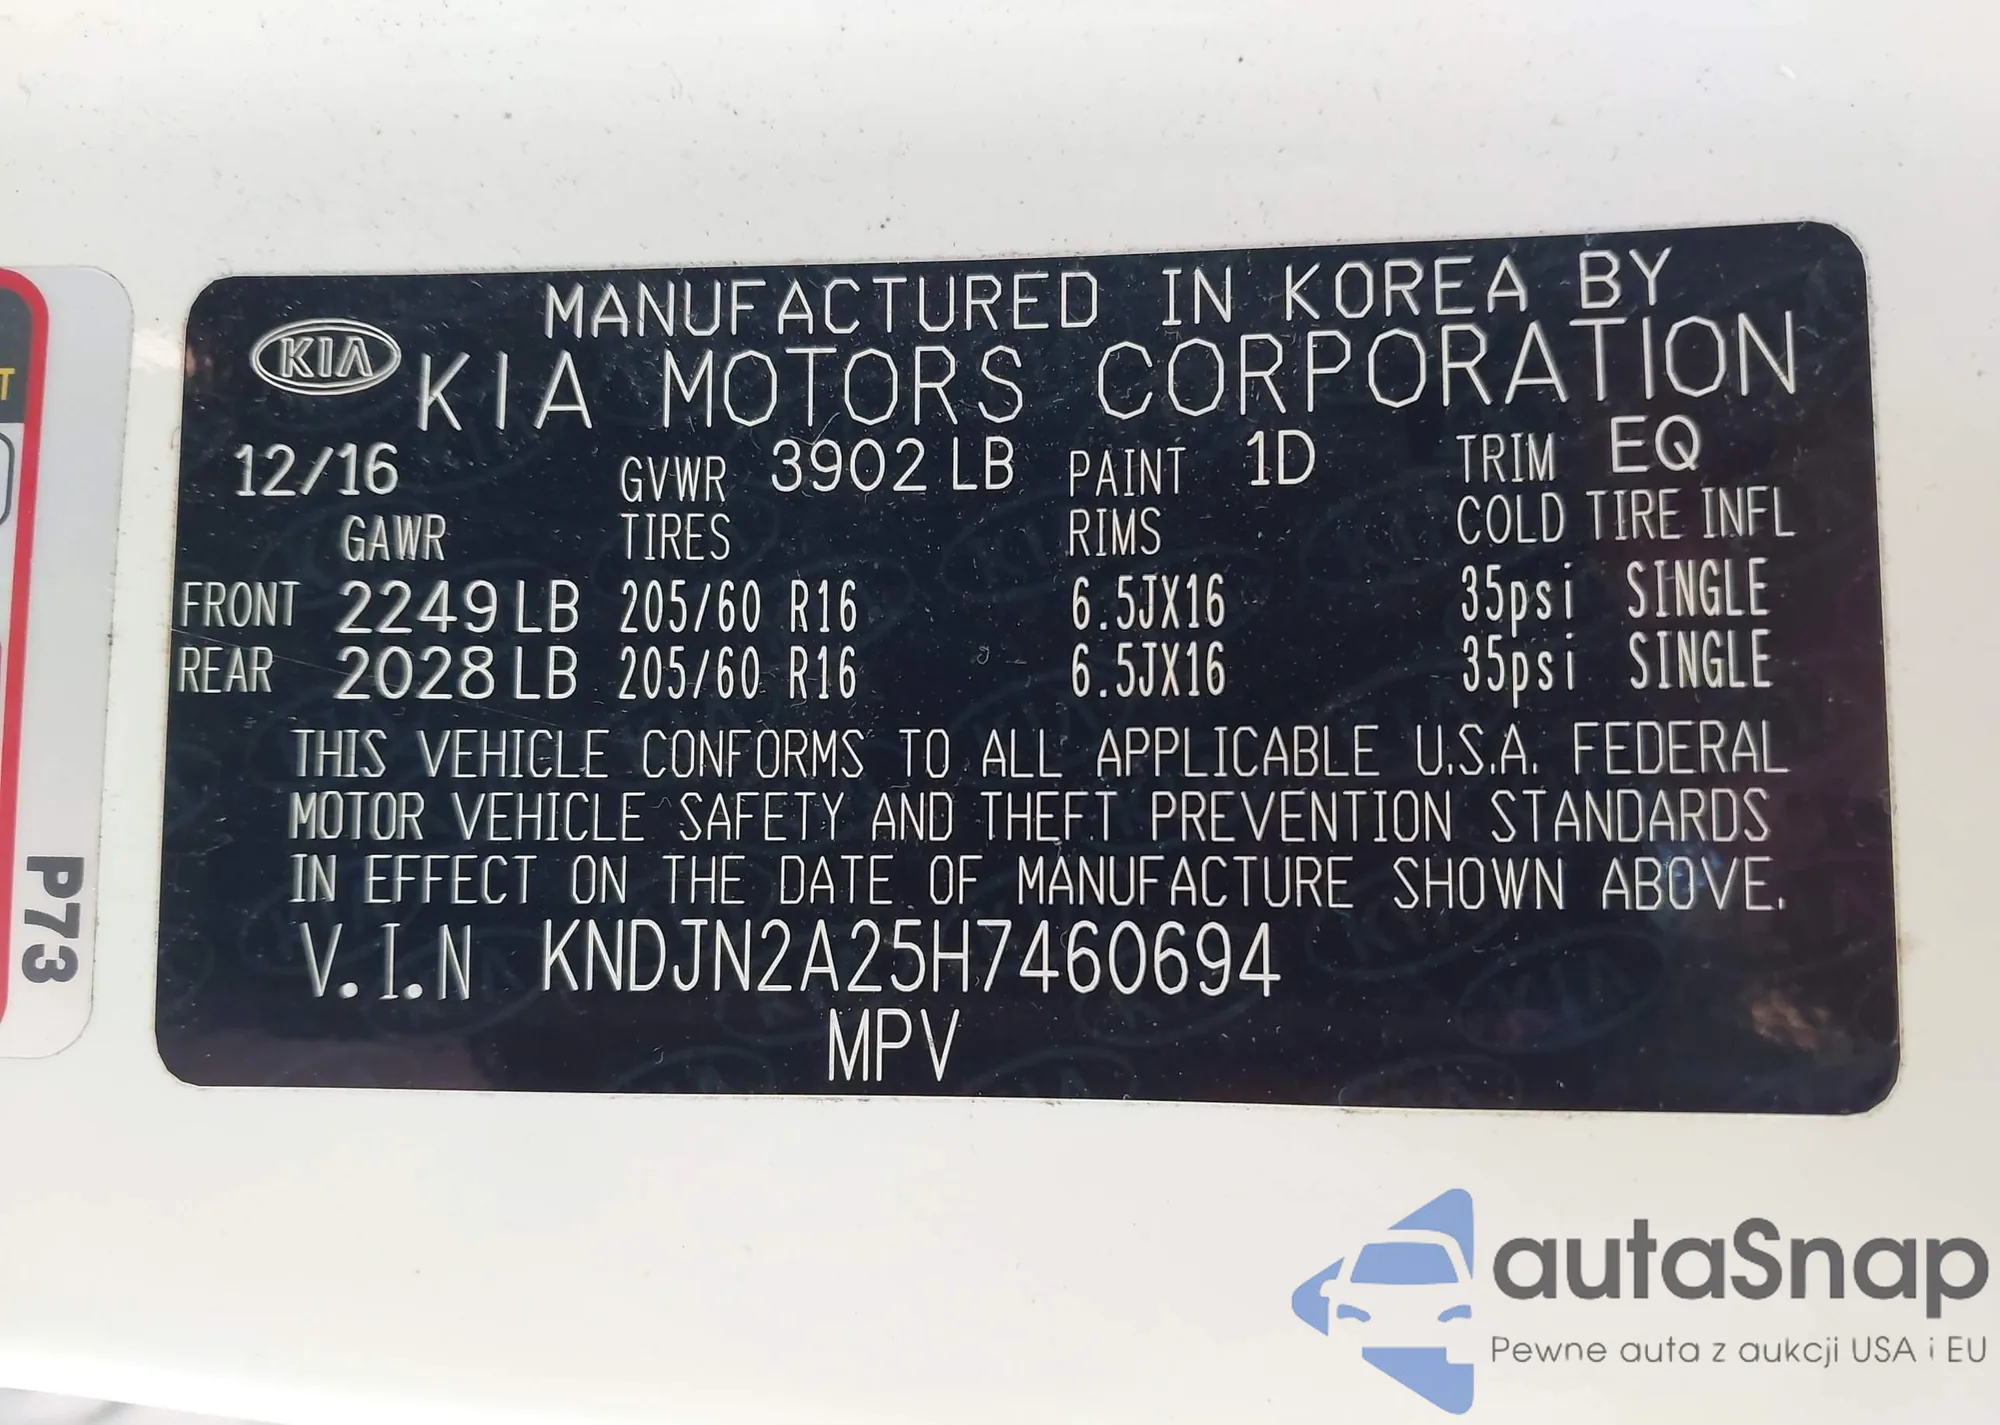 MANUFACTURED IN KOREA BY
KIA KIA MOTORS CORPORATION
12/16 GVWR 3902 LB PAINT 1D TRIM EQ
GAWR TIRES RIMS COLD TIRE INFL
FRONT 2249 LB 205/60 R16 6.5JX16 35psi SINGLE
REAR 2028 LB 205/60 R16 6.5JX16 35psi SINGLE
THIS VEHICLE CONFORMS TO ALL APPLICABLE U.S.A. FEDERAL
MOTOR VEHICLE SAFETY AND THEFT PREVENTION STANDARDS
IN EFFECT ON THE DATE OF MANUFACTURE SHOWN ABOVE.
V.I.N KNDJN2A25H7460694
MPV
T
P73
autaSnap
Pewne auta z aukcji USA i EU